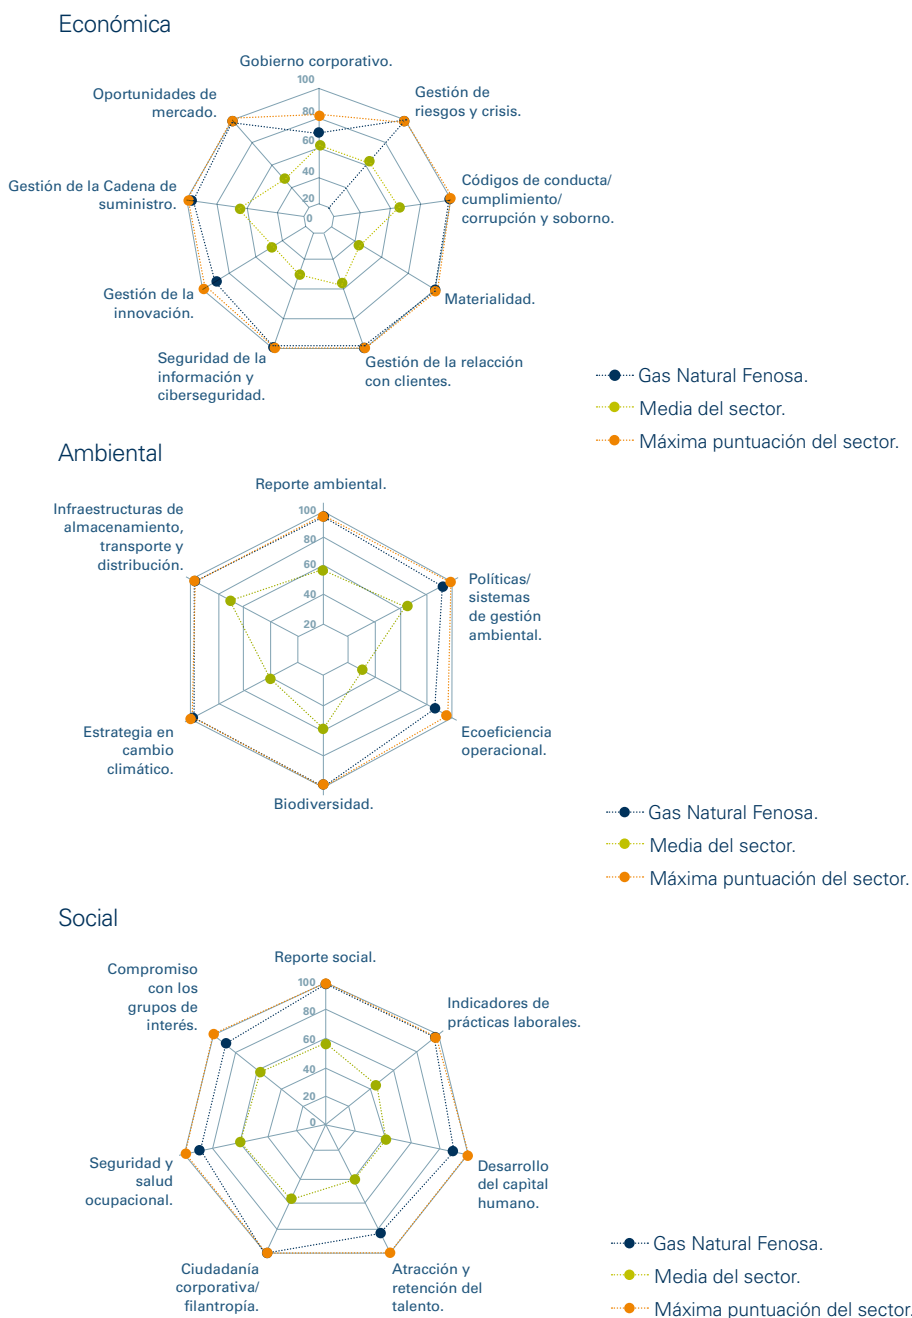 Económica
Gobierno corporativo.
100
80
60
40
20
0
Gestión de
riesgos y crisis.
Códigos de conducta/
cumplimiento/
corrupción y soborno.
Materialidad.
Gestión de la relacción
con clientes.
Seguridad de la
información y
ciberseguridad.
Gestión de la
innovación.
Gestión de la Cadena de
suministro.
Oportunidades de
mercado.
Gas Natural Fenosa.
Media del sector.
Máxima puntuación del sector.
Ambiental
Reporte ambiental.
100
80
60
40
20
Políticas/
sistemas
de gestión
ambiental.
Ecoeficiencia
operacional.
Biodiversidad.
Estrategia en
cambio
climático.
Infraestructuras de
almacenamiento,
transporte y
distribución.
Gas Natural Fenosa.
Media del sector.
Máxima puntuación del sector.
Social
Reporte social.
100
80
60
40
20
0
Indicadores de
prácticas laborales.
Desarrollo
del capital
humano.
Atracción y
retención del
talento.
Ciudadanía
corporativa/
filantropía.
Seguridad y
salud
ocupacional.
Compromiso
con los
grupos de
interés.
Gas Natural Fenosa.
Media del sector.
Máxima puntuación del sector.